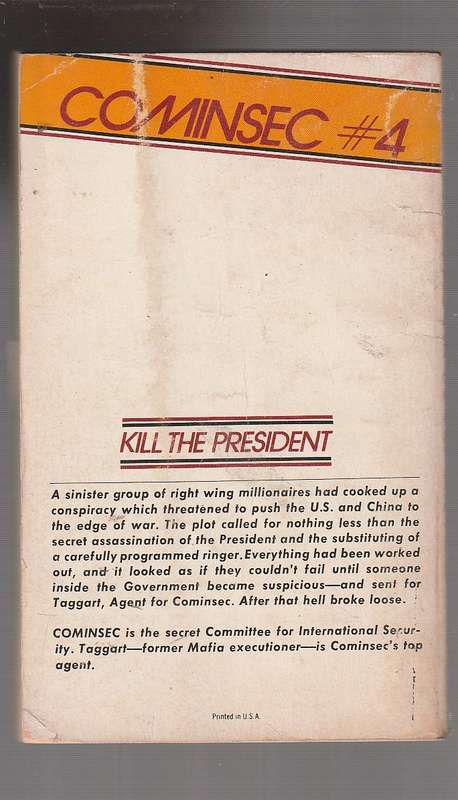 COMINSEC #4
KILL THE PRESIDENT
A sinister group of right wing millionaires had cooked up a
conspiracy which threatened to push the U.S. and China to
the edge of war. The plot called for nothing less than the
secret assassination of the President and the substituting of
a carefully programmed ringer. Everything had been worked
out, and it looked as if they couldn't fail until someone
inside the Government became suspicious—and sent for
Taggart, Agent for Cominsec. After that hell broke loose.
COMINSEC is the secret Committee for International Secur-
ity. Taggart—former Mafia executioner—is Cominsec's top
agent.
Printed in U.S.A.